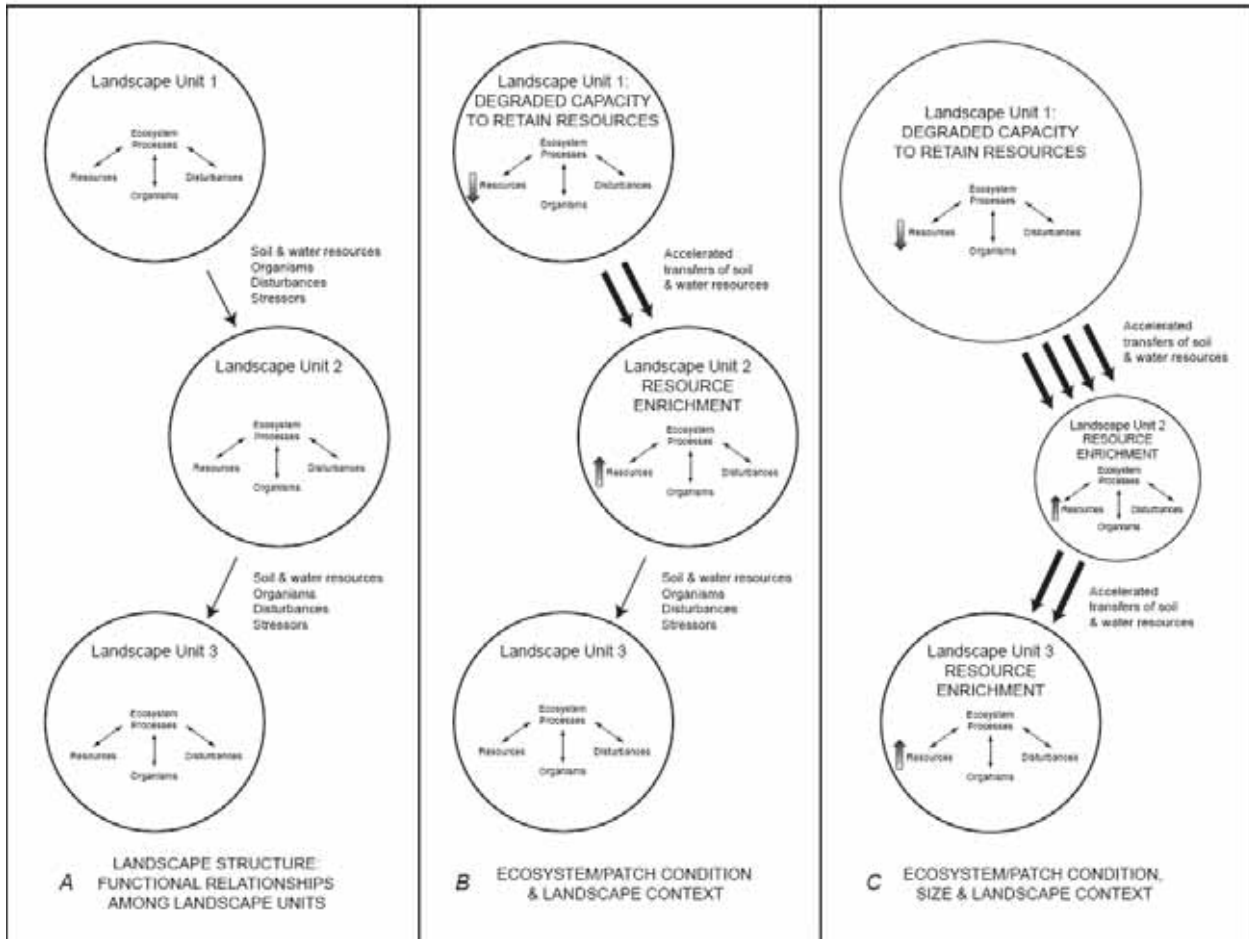 Landscape Unit 1
Ecosystem
Processes
Resources
Disturbances
Organisms
Soil & water resources
Organisms
Disturbances
Stressors
Landscape Unit 2
Ecosystem
Processes
Resources
Disturbances
Organisms
Soil & water resources
Organisms
Disturbances
Stressors
Landscape Unit 3
Ecosystem
Processes
Resources
Disturbances
Organisms
A
LANDSCAPE STRUCTURE:
FUNCTIONAL RELATIONSHIPS
AMONG LANDSCAPE UNITS
Landscape Unit 1:
DEGRADED CAPACITY
TO RETAIN RESOURCES
Ecosystem
Processes
Resources
Disturbances
Organisms
Accelerated
transfers of soil
& water resources
Landscape Unit 2
RESOURCE
ENRICHMENT
Ecosystem
Processes
Resources
Disturbances
Organisms
Soil & water resources
Organisms
Disturbances
Stressors
Landscape Unit 3
Ecosystem
Processes
Resources
Disturbances
Organisms
B
ECOSYSTEM/PATCH CONDITION
& LANDSCAPE CONTEXT
Landscape Unit 1:
DEGRADED CAPACITY
TO RETAIN RESOURCES
Ecosystem
Processes
Resources
Disturbances
Organisms
Accelerated
transfers of soil
& water resources
Landscape Unit 2
RESOURCE
ENRICHMENT
Ecosystem
Processes
Resources
Disturbances
Organisms
Accelerated
transfers of soil
& water resources
Landscape Unit 3
RESOURCE
ENRICHMENT
Ecosystem
Processes
Resources
Disturbances
Organisms
C
ECOSYSTEM/PATCH CONDITION,
SIZE & LANDSCAPE CONTEXT